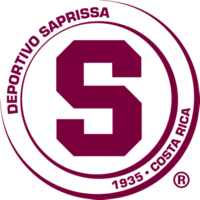 DEPORTIVO SAPRISSA
S
1935 • COSTA RICA
®